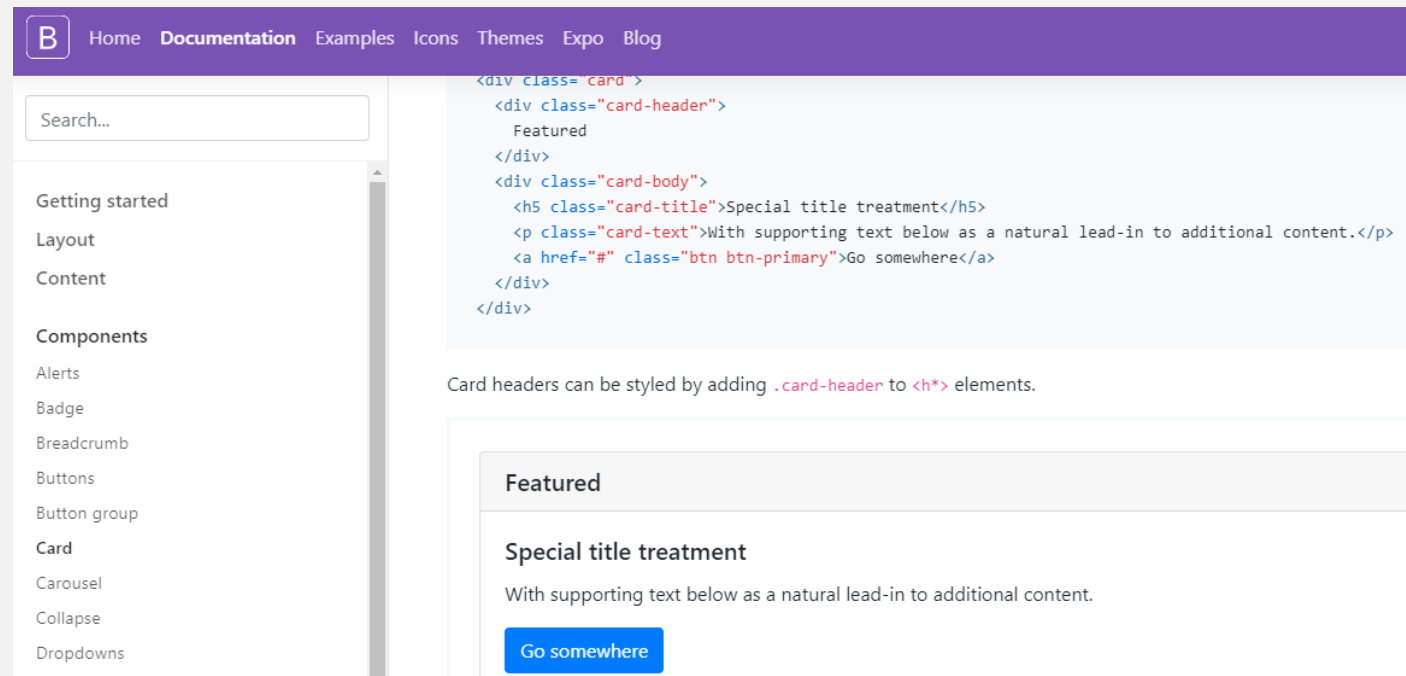 B Home Documentation Examples Icons Themes Expo Blog
Search...
Getting started
Layout
Content
Components
Alerts
Badge
Breadcrumb
Buttons
Button group
Card
Carousel
Collapse
Dropdowns
<div class="card">
<div class="card-header">
Featured
</div>
<div class="card-body">
<h5 class="card-title">Special title treatment</h5>
<p class="card-text">With supporting text below as a natural lead-in to additional content.</p>
<a href="#" class="btn btn-primary">Go somewhere</a>
</div>
</div>
Card headers can be styled by adding .card-header to <h*> elements.
Featured
Special title treatment
With supporting text below as a natural lead-in to additional content.
Go somewhere